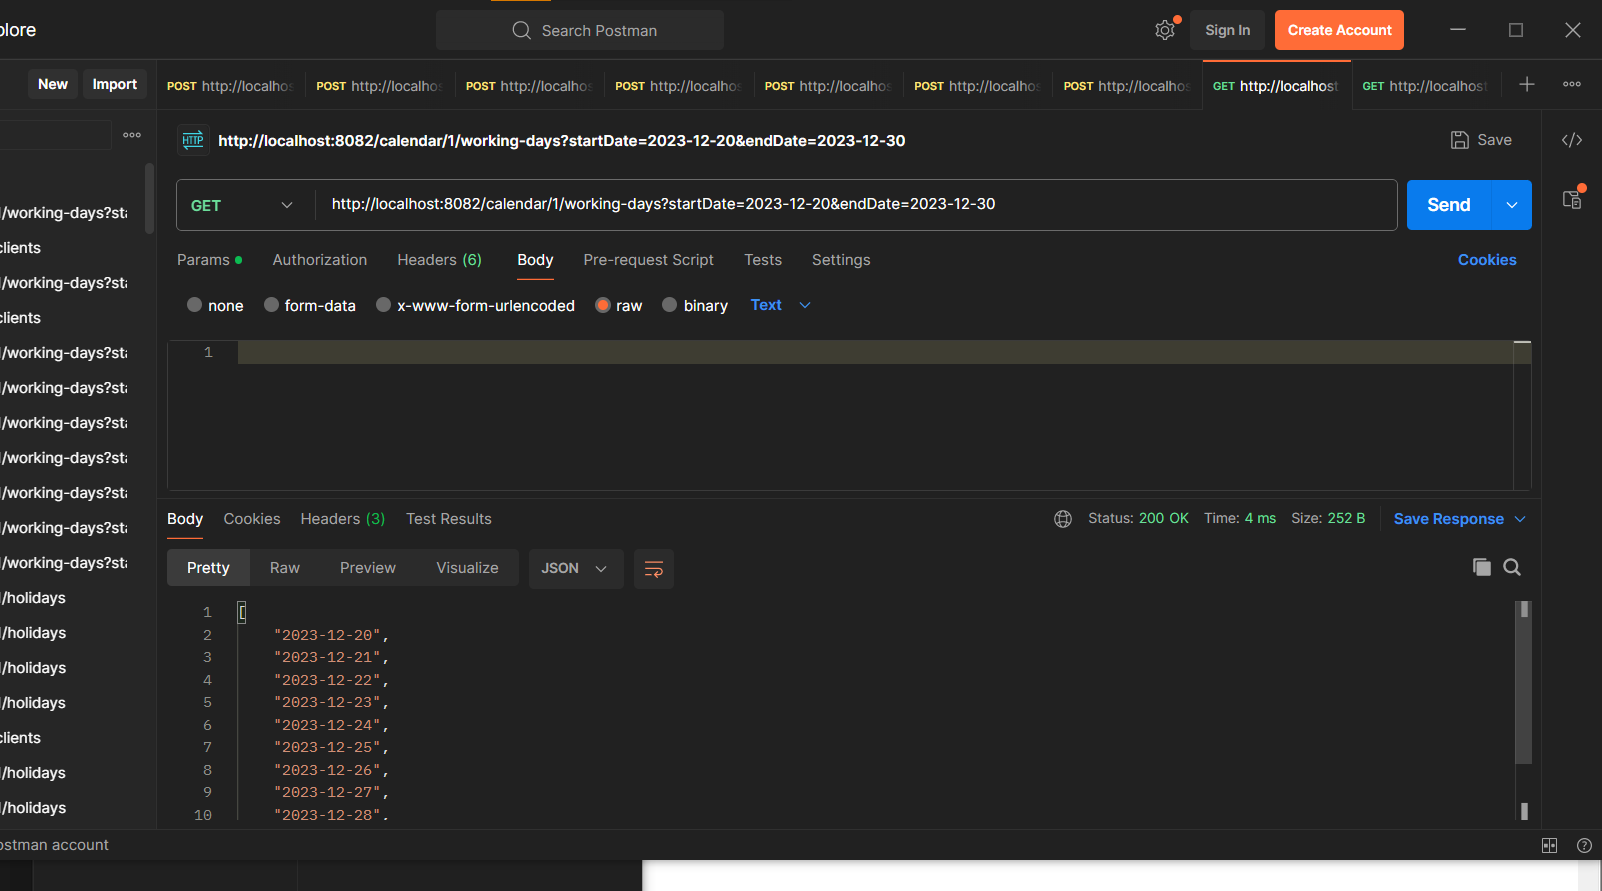 plore
Search Postman
Sign In
Create Account
New
Import
POST http://localhos
POST http://localhos
POST http://localhos
POST http://localhos
POST http://localhos
POST http://localhos
POST http://localhos
GET http://localhost
GET http://localhost
HTTP
http://localhost:8082/calendar/1/working-days?startDate=2023-12-20&endDate=2023-12-30
Save
GET
http://localhost:8082/calendar/1/working-days?startDate=2023-12-20&endDate=2023-12-30
Send
Params
Authorization
Headers (6)
Body
Pre-request Script
Tests
Settings
Cookies
none
form-data
x-www-form-urlencoded
raw
binary
Text
1
/working-days?sta
clients
/working-days?sta
clients
/working-days?sta
/working-days?sta
/working-days?sta
/working-days?sta
/working-days?sta
/working-days?sta
/working-days?sta
/holidays
/holidays
/holidays
/holidays
clients
/holidays
/holidays
Body
Cookies
Headers (3)
Test Results
Status: 200 OK
Time: 4 ms
Size: 252 B
Save Response
Pretty
Raw
Preview
Visualize
JSON
1 [
2 "2023-12-20",
3 "2023-12-21",
4 "2023-12-22",
5 "2023-12-23",
6 "2023-12-24",
7 "2023-12-25",
8 "2023-12-26",
9 "2023-12-27",
10 "2023-12-28",
ostman account